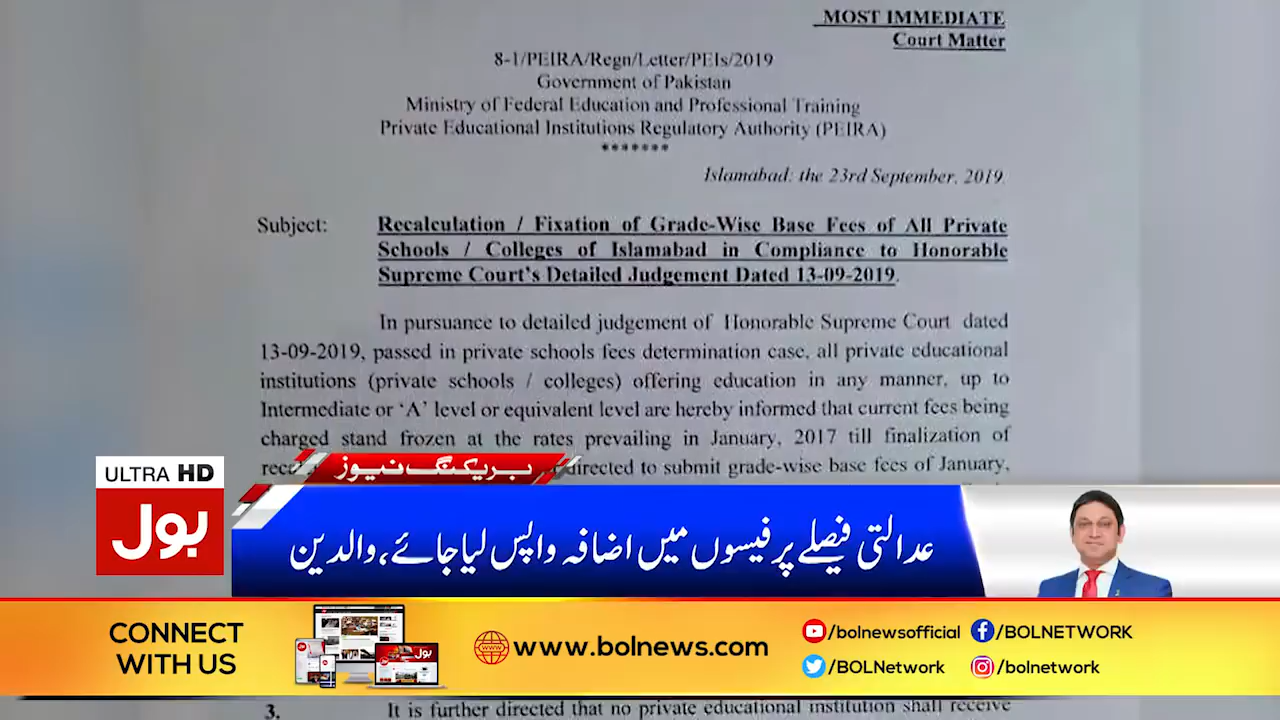 MOST IMMEDIATE
Court Matter
8-1/PEIRA/Regn/Letter/PEIs/2019
Government of Pakistan
Ministry of Federal Education and Professional Training
Private Educational Institutions Regulatory Authority (PEIRA)
*******
Islamabad: the 23rd September, 2019.
Subject: Recalculation / Fixation of Grade-Wise Base Fees of All Private
Schools / Colleges of Islamabad in Compliance to Honorable
Supreme Court's Detailed Judgement Dated 13-09-2019.
In pursuance to detailed judgement of Honorable Supreme Court dated
13-09-2019, passed in private schools fees determination case, all private educational
institutions (private schools / colleges) offering education in any manner, up to
Intermediate or 'A' level or equivalent level are hereby informed that current fees being
charged stand frozen at the rates prevailing in January, 2017 till finalization of
directed to submit grade-wise base fees of January,
بریکنگ نیوز
ULTRA HD
بول
عدالتی فیصلے پر فیسوں میں اضافہ واپس لیا جائے، والدین
CONNECT
WITH US
بول
www.bolnews.com
/bolnewsofficial
/BOLNETWORK
/BOLNetwork
/bolnetwork
3. It is further directed that no private educational institution shall receive